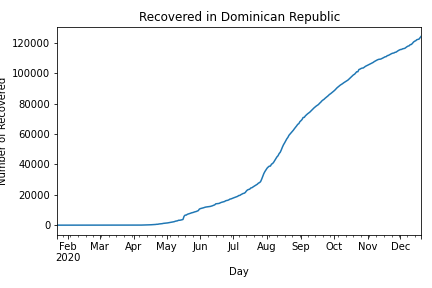 Recovered in Dominican Republic
Number of Recovered
120000
100000
80000
60000
40000
20000
0
Feb Mar Apr May Jun Jul Aug Sep Oct Nov Dec
2020
Day